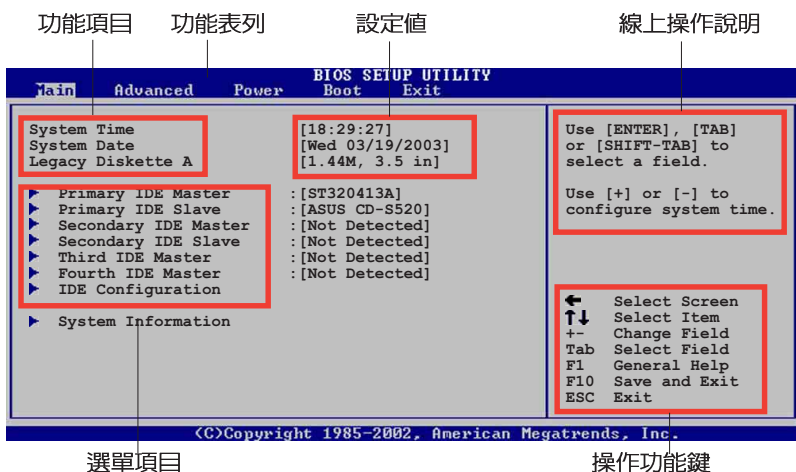 功能項目 功能表列 設定值 線上操作說明
BIOS SETUP UTILITY
Main Advanced Power Boot Exit
System Time [18:29:27]
System Date [Wed 03/19/2003]
Legacy Diskette A [1.44M, 3.5 in]
Primary IDE Master :[ST320413A]
Primary IDE Slave :[ASUS CD-S520]
Secondary IDE Master :[Not Detected]
Secondary IDE Slave :[Not Detected]
Third IDE Master :[Not Detected]
Fourth IDE Master :[Not Detected]
IDE Configuration
System Information
Use [ENTER], [TAB]
or [SHIFT-TAB] to
select a field.
Use [+] or [-] to
configure system time.
← Select Screen
↑↓ Select Item
+- Change Field
Tab Select Field
F1 General Help
F10 Save and Exit
ESC Exit
(C)Copyright 1985-2002, American Megatrends, Inc.
選單項目 操作功能鍵